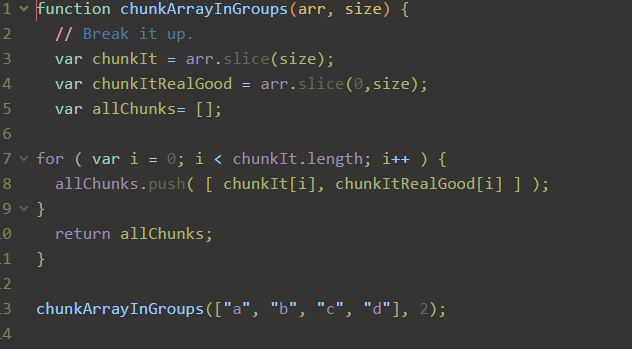 1 function chunkArrayInGroups(arr, size) {
2 // Break it up.
3 var chunkIt = arr.slice(size);
4 var chunkItRealGood = arr.slice(0,size);
5 var allChunks= [];
6
7 for ( var i = 0; i < chunkIt.length; i++ ) {
8 allChunks.push( [ chunkIt[i], chunkItRealGood[i] ] );
9 }
0 return allChunks;
1 }
2
3 chunkArrayInGroups(["a", "b", "c", "d"], 2);
4